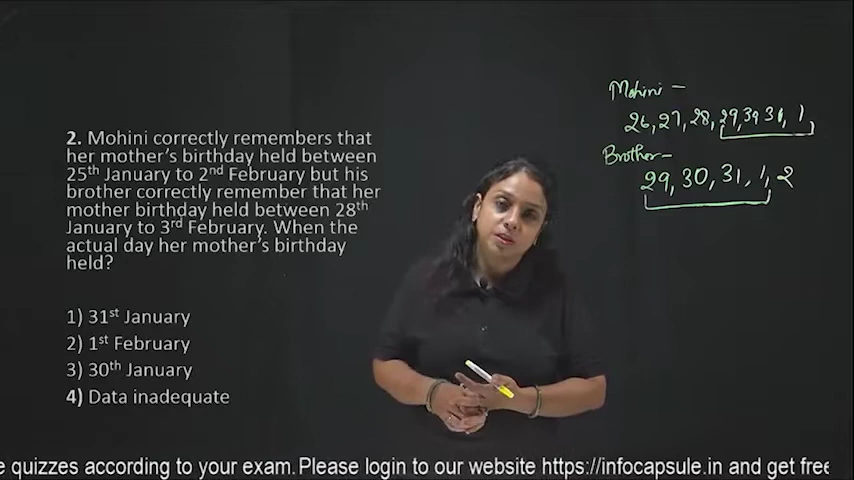 2. Mohini correctly remembers that
her mother's birthday held between
25th January to 2nd February but his
brother correctly remember that her
mother birthday held between 28th
January to 3rd February. When the
actual day her mother's birthday
held?
1) 31st January
2) 1st February
3) 30th January
4) Data inadequate
Mohini -
26, 27, 28, 29, 30 31, 1
Brother -
29, 30, 31, 1, 2
e quizzes according to your exam. Please login to our website https://infocapsule.in and get free